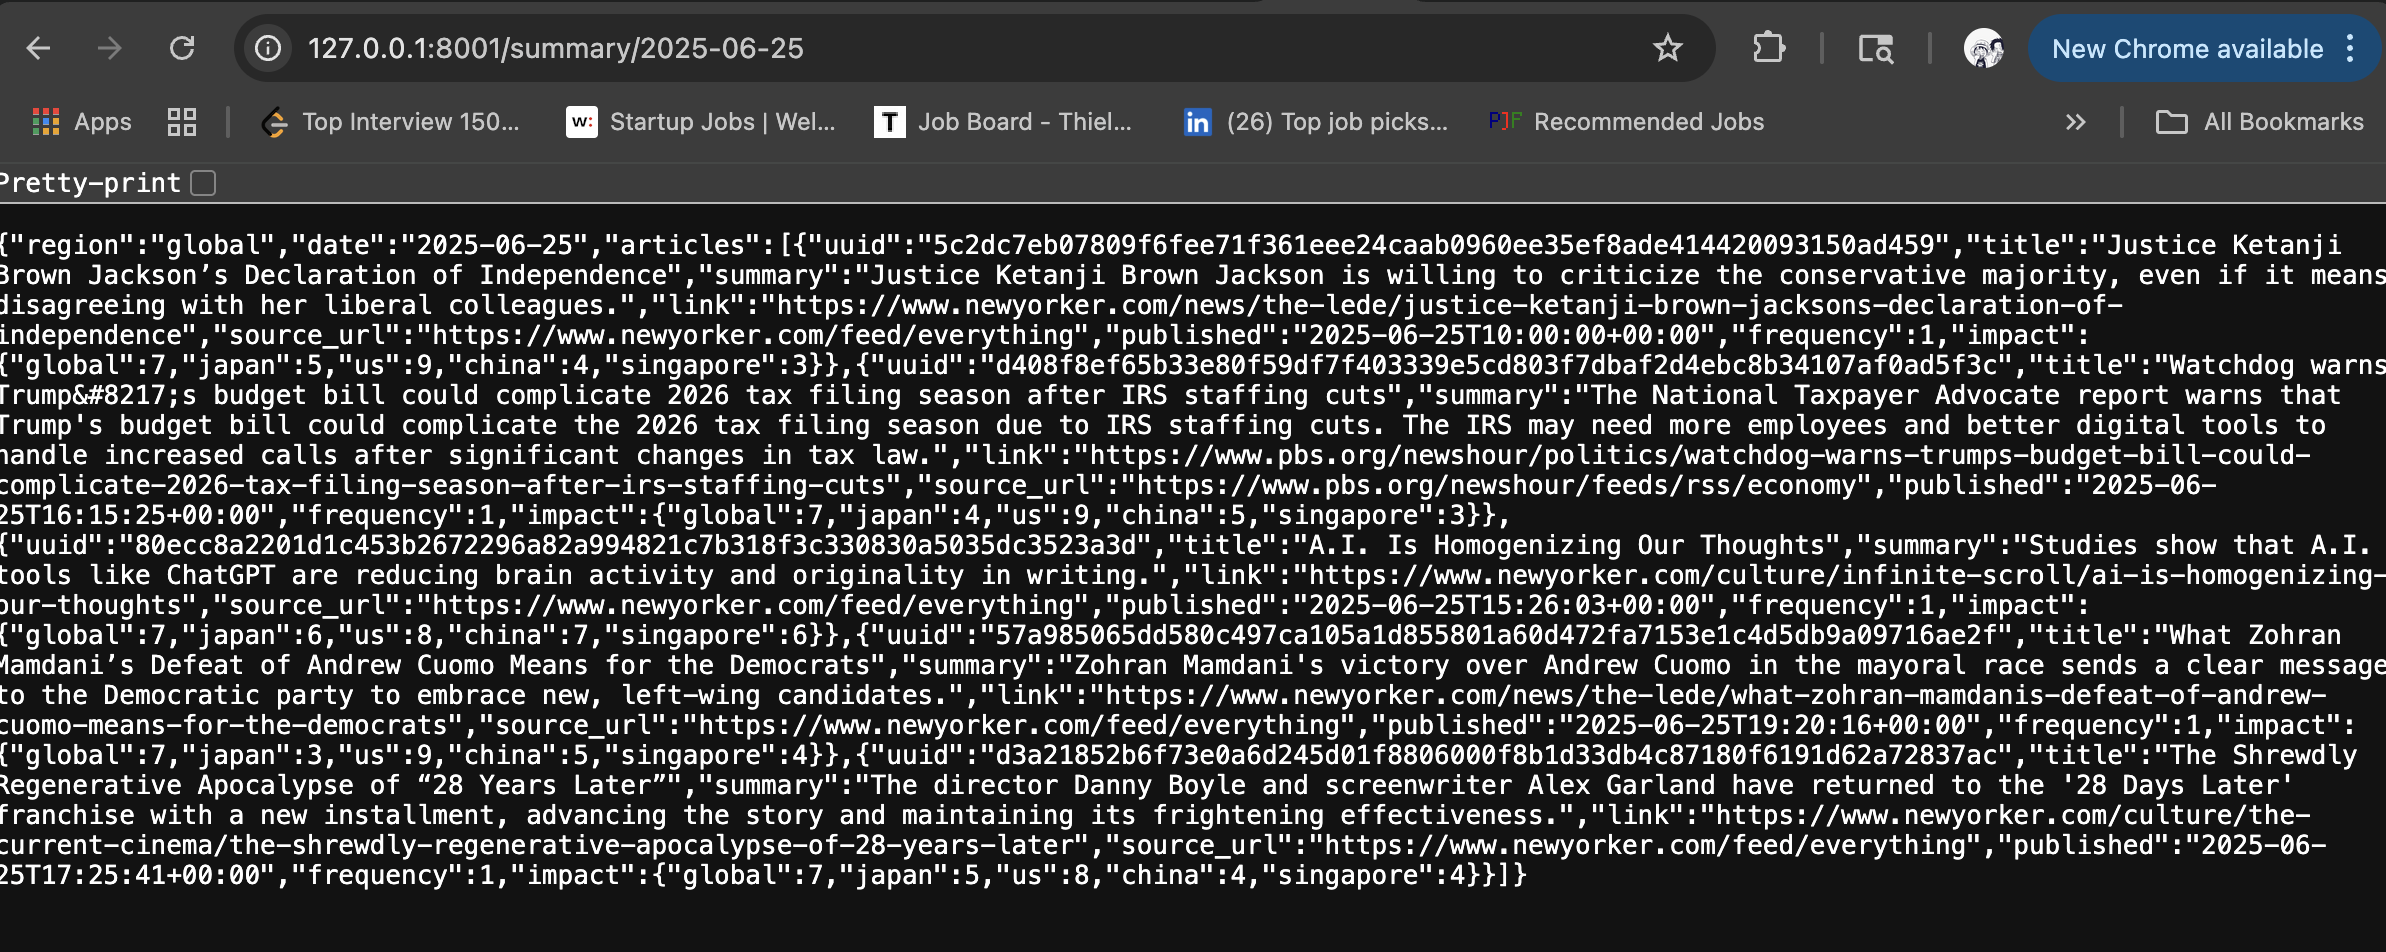 127.0.0.1:8001/summary/2025-06-25
New Chrome available
Apps
Top Interview 150...
w:
Startup Jobs | Wel...
T
Job Board - Thiel...
in
(26) Top job picks...
PJF
Recommended Jobs
All Bookmarks
Pretty-print
{"region":"global","date":"2025-06-25","articles":[{"uuid":"5c2dc7eb07809f6fee71f361eee24caab0960ee35ef8ade414420093150ad459","title":"Justice Ketanji
Brown Jackson’s Declaration of Independence","summary":"Justice Ketanji Brown Jackson is willing to criticize the conservative majority, even if it means
disagreeing with her liberal colleagues.","link":"https://www.newyorker.com/news/the-lede/justice-ketanji-brown-jacksons-declaration-of-
independence","source_url":"https://www.newyorker.com/feed/everything","published":"2025-06-25T10:00:00+00:00","frequency":1,"impact":
{"global":7,"japan":5,"us":9,"china":4,"singapore":3}},{"uuid":"d408f8ef65b33e80f59df7f403339e5cd803f7dbaf2d4ebc8b34107af0ad5f3c","title":"Watchdog warns
Trump&#8217;s budget bill could complicate 2026 tax filing season after IRS staffing cuts","summary":"The National Taxpayer Advocate report warns that
Trump's budget bill could complicate the 2026 tax filing season due to IRS staffing cuts. The IRS may need more employees and better digital tools to
handle increased calls after significant changes in tax law.","link":"https://www.pbs.org/newshour/politics/watchdog-warns-trumps-budget-bill-could-
complicate-2026-tax-filing-season-after-irs-staffing-cuts","source_url":"https://www.pbs.org/newshour/feeds/rss/economy","published":"2025-06-
25T16:15:25+00:00","frequency":1,"impact":{"global":7,"japan":4,"us":9,"china":5,"singapore":3}},
{"uuid":"80ecc8a2201d1c453b2672296a82a994821c7b318f3c330830a5035dc3523a3d","title":"A.I. Is Homogenizing Our Thoughts","summary":"Studies show that A.I.
tools like ChatGPT are reducing brain activity and originality in writing.","link":"https://www.newyorker.com/culture/infinite-scroll/ai-is-homogenizing-
our-thoughts","source_url":"https://www.newyorker.com/feed/everything","published":"2025-06-25T15:26:03+00:00","frequency":1,"impact":
{"global":7,"japan":6,"us":8,"china":7,"singapore":6}},{"uuid":"57a985065dd580c497ca105a1d855801a60d472fa7153e1c4d5db9a09716ae2f","title":"What Zohran
Mamdani’s Defeat of Andrew Cuomo Means for the Democrats","summary":"Zohran Mamdani's victory over Andrew Cuomo in the mayoral race sends a clear message
to the Democratic party to embrace new, left-wing candidates.","link":"https://www.newyorker.com/news/the-lede/what-zohran-mamdanis-defeat-of-andrew-
cuomo-means-for-the-democrats","source_url":"https://www.newyorker.com/feed/everything","published":"2025-06-25T19:20:16+00:00","frequency":1,"impact":
{"global":7,"japan":3,"us":9,"china":5,"singapore":4}},{"uuid":"d3a21852b6f73e0a6d245d01f8806000f8b1d33db4c87180f6191d62a72837ac","title":"The Shrewdly
Regenerative Apocalypse of “28 Years Later”","summary":"The director Danny Boyle and screenwriter Alex Garland have returned to the '28 Days Later'
franchise with a new installment, advancing the story and maintaining its frightening effectiveness.","link":"https://www.newyorker.com/culture/the-
current-cinema/the-shrewdly-regenerative-apocalypse-of-28-years-later","source_url":"https://www.newyorker.com/feed/everything","published":"2025-06-
25T17:25:41+00:00","frequency":1,"impact":{"global":7,"japan":5,"us":8,"china":4,"singapore":4}}]}